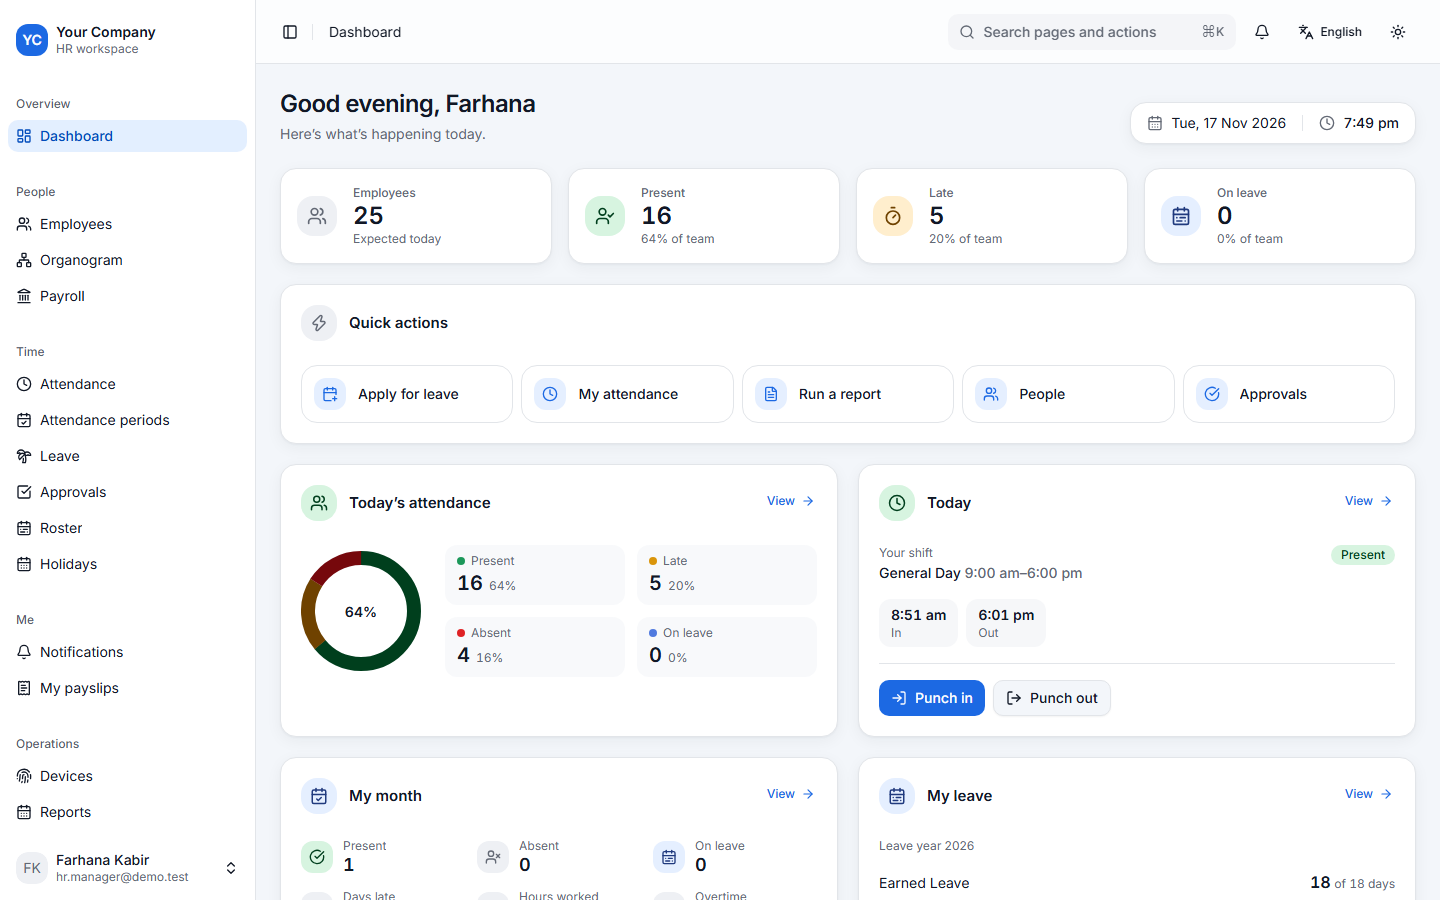 YC
Your Company
HR workspace
Overview
Dashboard
People
Employees
Organogram
Payroll
Time
Attendance
Attendance periods
Leave
Approvals
Roster
Holidays
Me
Notifications
My payslips
Operations
Devices
Reports
FK
Farhana Kabir
hr.manager@demo.test
Dashboard
Search pages and actions ⌘K
English
Good evening, Farhana
Here’s what’s happening today.
Tue, 17 Nov 2026 7:49 pm
Employees
25
Expected today
Present
16
64% of team
Late
5
20% of team
On leave
0
0% of team
Quick actions
Apply for leave
My attendance
Run a report
People
Approvals
Today’s attendance
View
64%
Present
16 64%
Late
5 20%
Absent
4 16%
On leave
0 0%
Today
View
Your shift
General Day 9:00 am–6:00 pm
Present
8:51 am
In
6:01 pm
Out
Punch in
Punch out
My month
View
Present
1
Absent
0
On leave
0
Days late
Hours worked
Overtime
My leave
View
Leave year 2026
Earned Leave
18 of 18 days